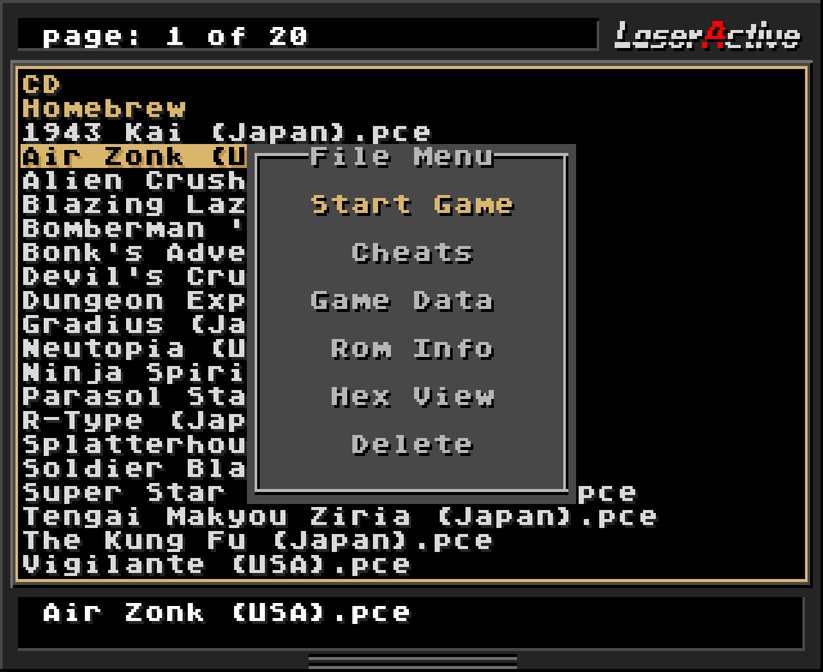 page: 1 of 20
LaserActive
CD
Homebrew
1943 Kai (Japan).pce
Air Zonk (U
Alien Crush
Blazing Laz
Bomberman '
Bonk's Adve
Devil's Cru
Dungeon Exp
Gradius (Ja
Neutopia (U
Ninja Spiri
Parasol Sta
R-Type (Jap
Splatterhou
Soldier Bla
Super Star pce
Tengai Makyou Ziria (Japan).pce
The Kung Fu (Japan).pce
Vigilante (USA).pce
File Menu
Start Game
Cheats
Game Data
Rom Info
Hex View
Delete
Air Zonk (USA).pce